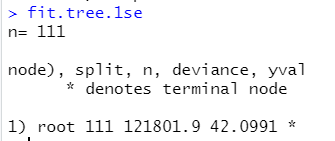 > fit.tree.1se
n= 111
node), split, n, deviance, yval
* denotes terminal node
1) root 111 121801.9 42.0991 *